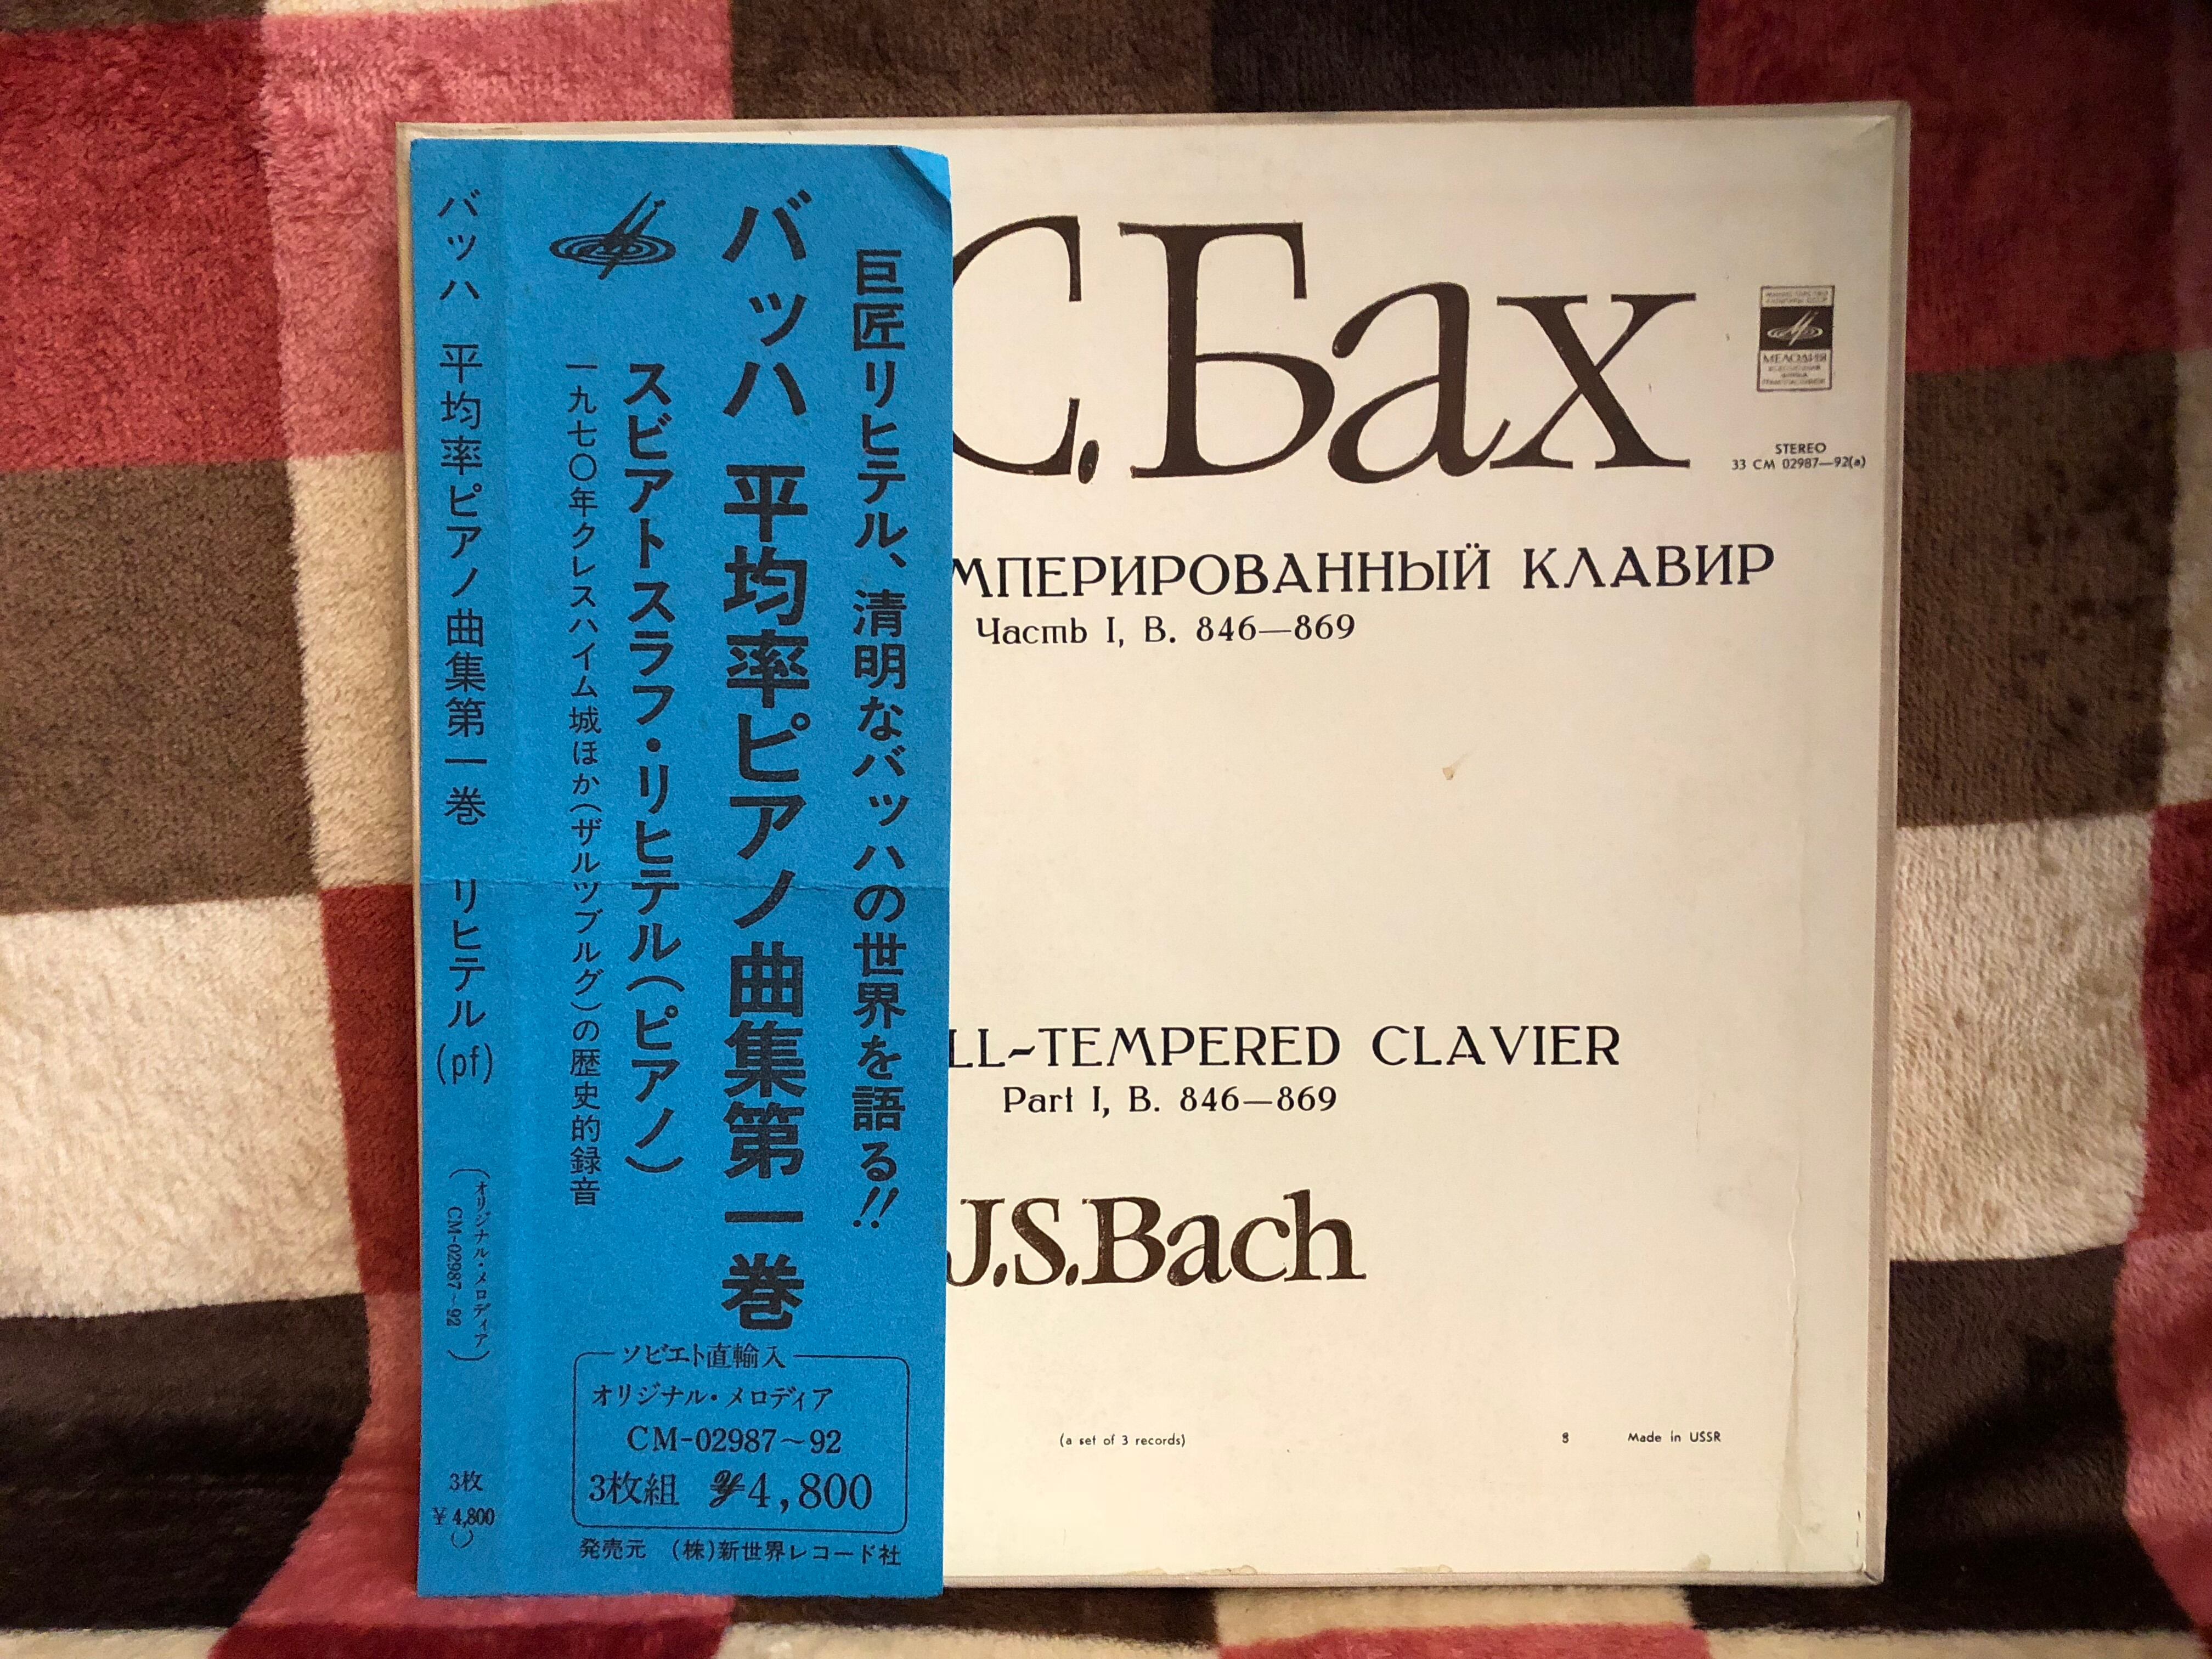 巨匠リヒテル、清明なバッハの世界を語る!!
バッハ 平均率ピアノ曲集第一巻
スビアトスラフ・リヒテル(ピアノ)
一九七〇年クレスハイム城ほか(ザルツブルグ)の歴史的録音
ソビエト直輸入
オリジナル・メロディア
CM-02987~92
3枚組 ¥4,800
発売元 (株)新世界レコード社
バッハ 平均率ピアノ曲集第一巻 リヒテル(pf)
(オリジナル・メロディア
CM-02987~92)
3枚
¥4,800
()
С. Бах
МПЕРИРОВАННЫЙ КЛАВИР
Часть I, В. 846—869
LL-TEMPERED CLAVIER
Part I, B. 846—869
J.S.Bach
МЕЛОДИЯ
STEREO
33 СМ 02987—92(а)
(a set of 3 records)
Made in USSR